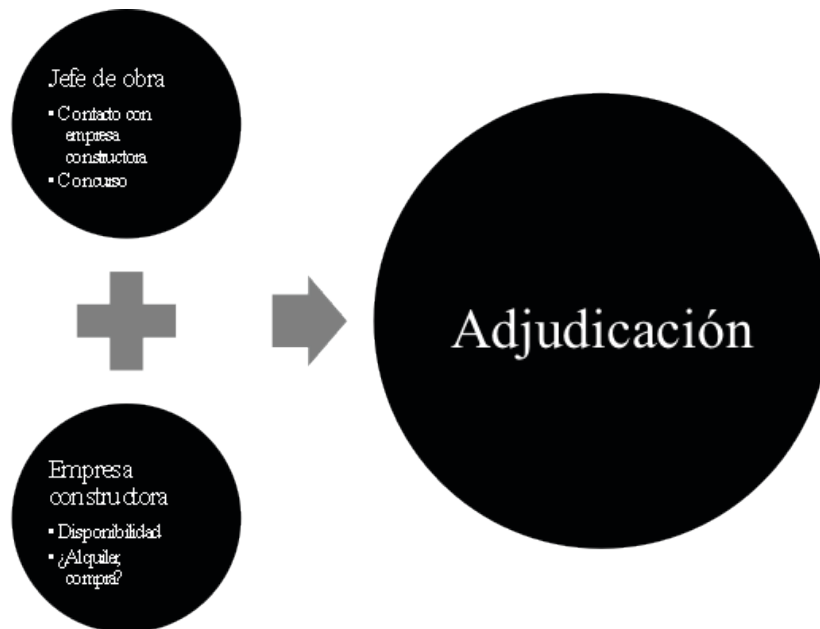 Jefe de obra
▪ Contacto con
empresa
constructora
▪ Concurso
Adjudicación
Empresa
constructora
▪ Disponibilidad
▪ ¿Alquiler,
compra?